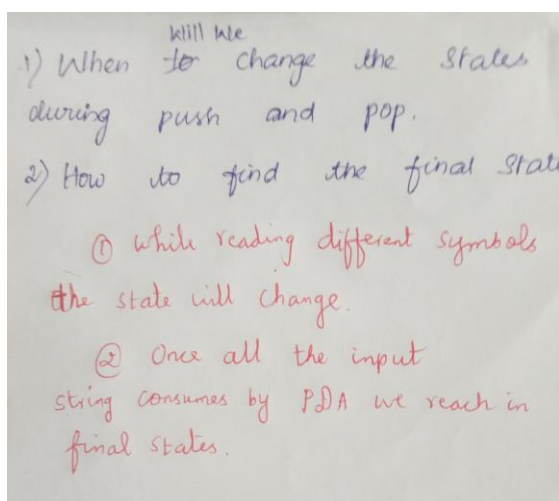 will we
1) When to change the states
during push and pop.
2) How to find the final stat
① while reading different symbols
the state will change.
② Once all the input
string consumes by PDA we reach in
final states.